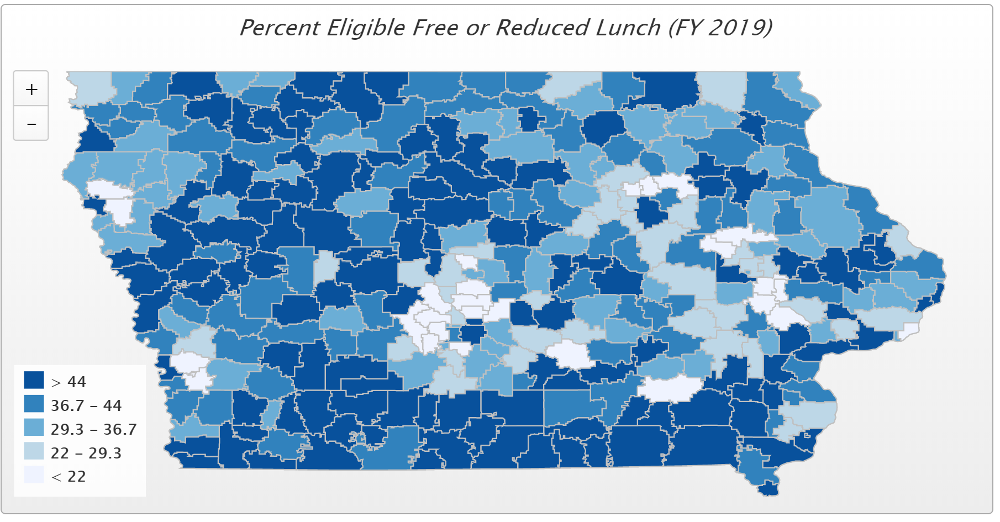 Percent Eligible Free or Reduced Lunch (FY 2019)
+
–
> 44
36.7 – 44
29.3 – 36.7
22 – 29.3
< 22